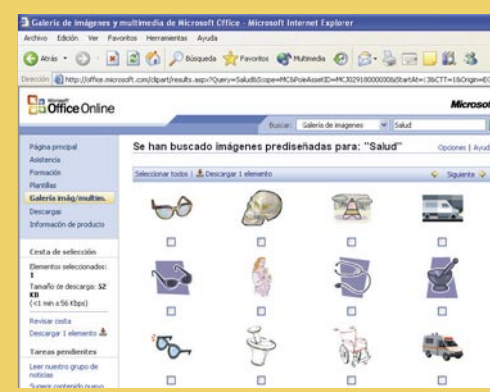 Galería de imágenes y multimedia de Microsoft Office - Microsoft Internet Explorer
Archivo Edición Ver Favoritos Herramientas Ayuda
Atrás Búsqueda Favoritos Multimedia
Dirección http://office.microsoft.com/clipart/results.aspx?Query=Salud&Scope=MC
Microsoft
Office Online
Buscar: Galería de imágenes Salud
Página principal
Asistencia
Formación
Plantillas
Galería imág/multim.
Descargas
Información de producto
Cesta de selección
Elementos seleccionados:
1
Tamaño de descarga: 52
KB
(<1 min a 56 Kbps)
Revisar cesta
Descargar 1 elemento
Tareas pendientes
Leer nuestro grupo de
noticias
Sugerir contenido nuevo
Se han buscado imágenes prediseñadas para: "Salud"
Opciones | Ayud
Seleccionar todos | Descargar 1 elemento
Siguiente